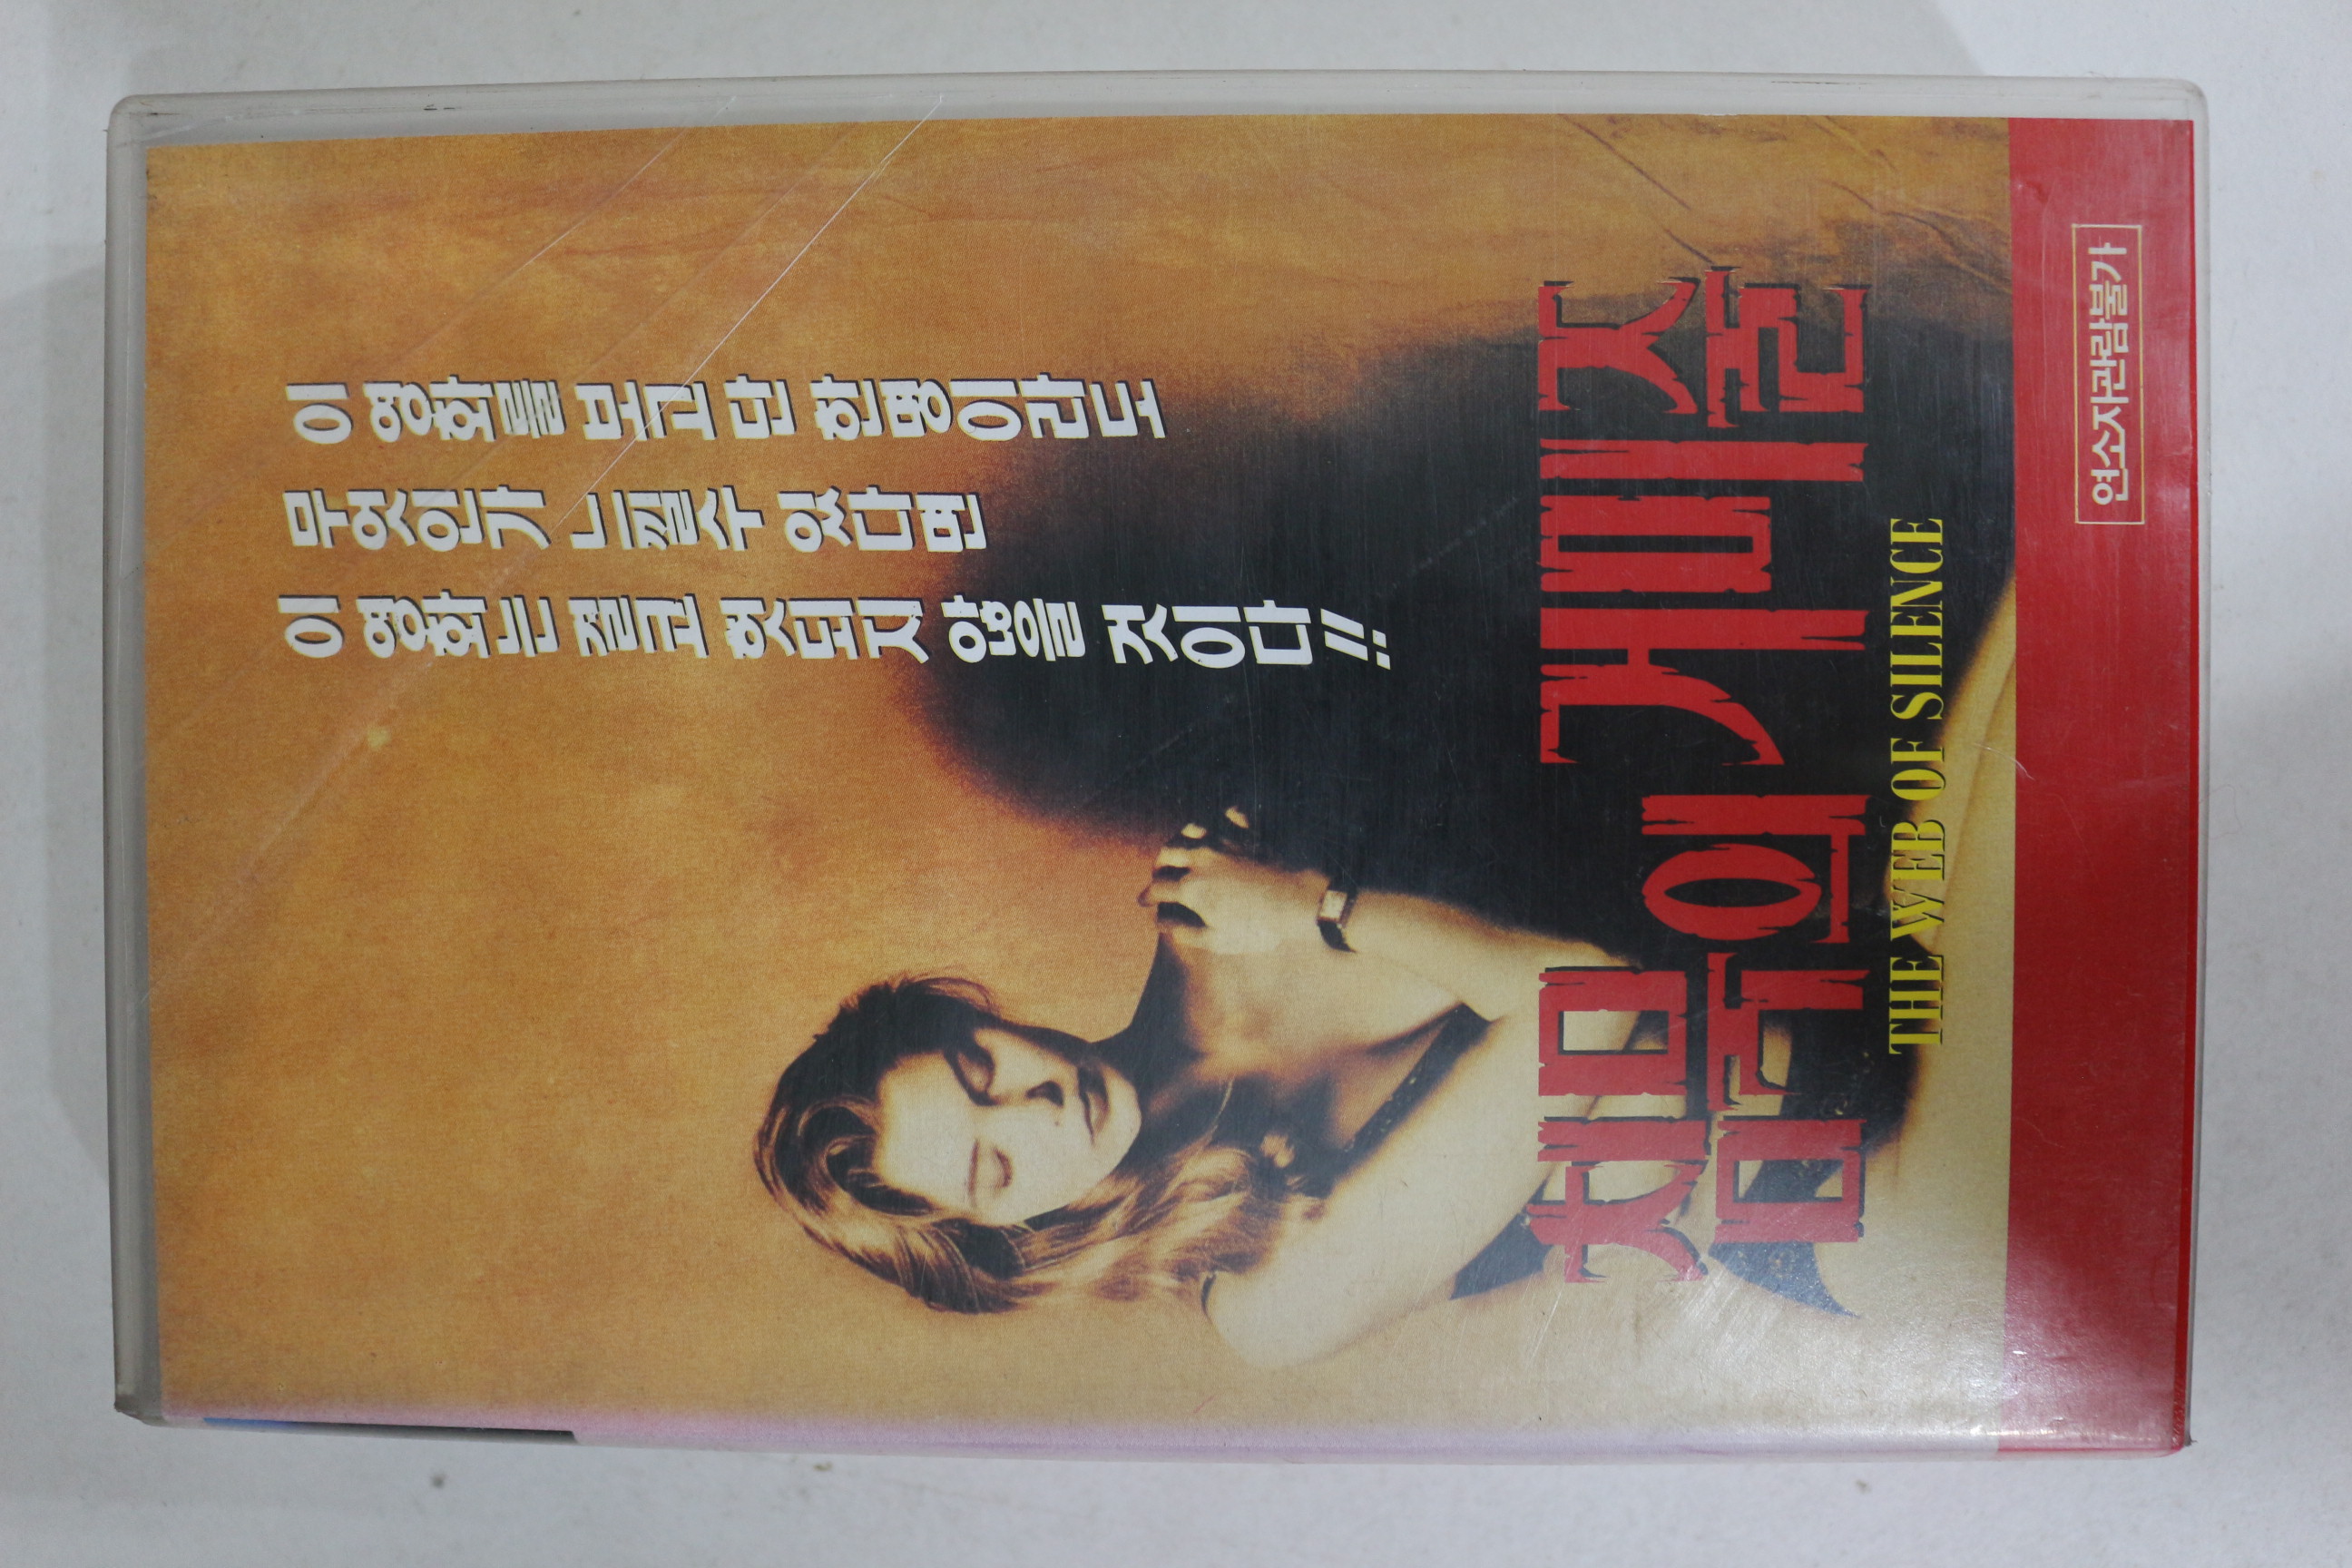 이 영화를 보고 단 한명이라도
무엇인가 느낄수 있다면
이 영화는 결코 헛되지 않을 것이다!!
침묵의 거미줄
THE WEB OF SILENCE
연소자관람불가